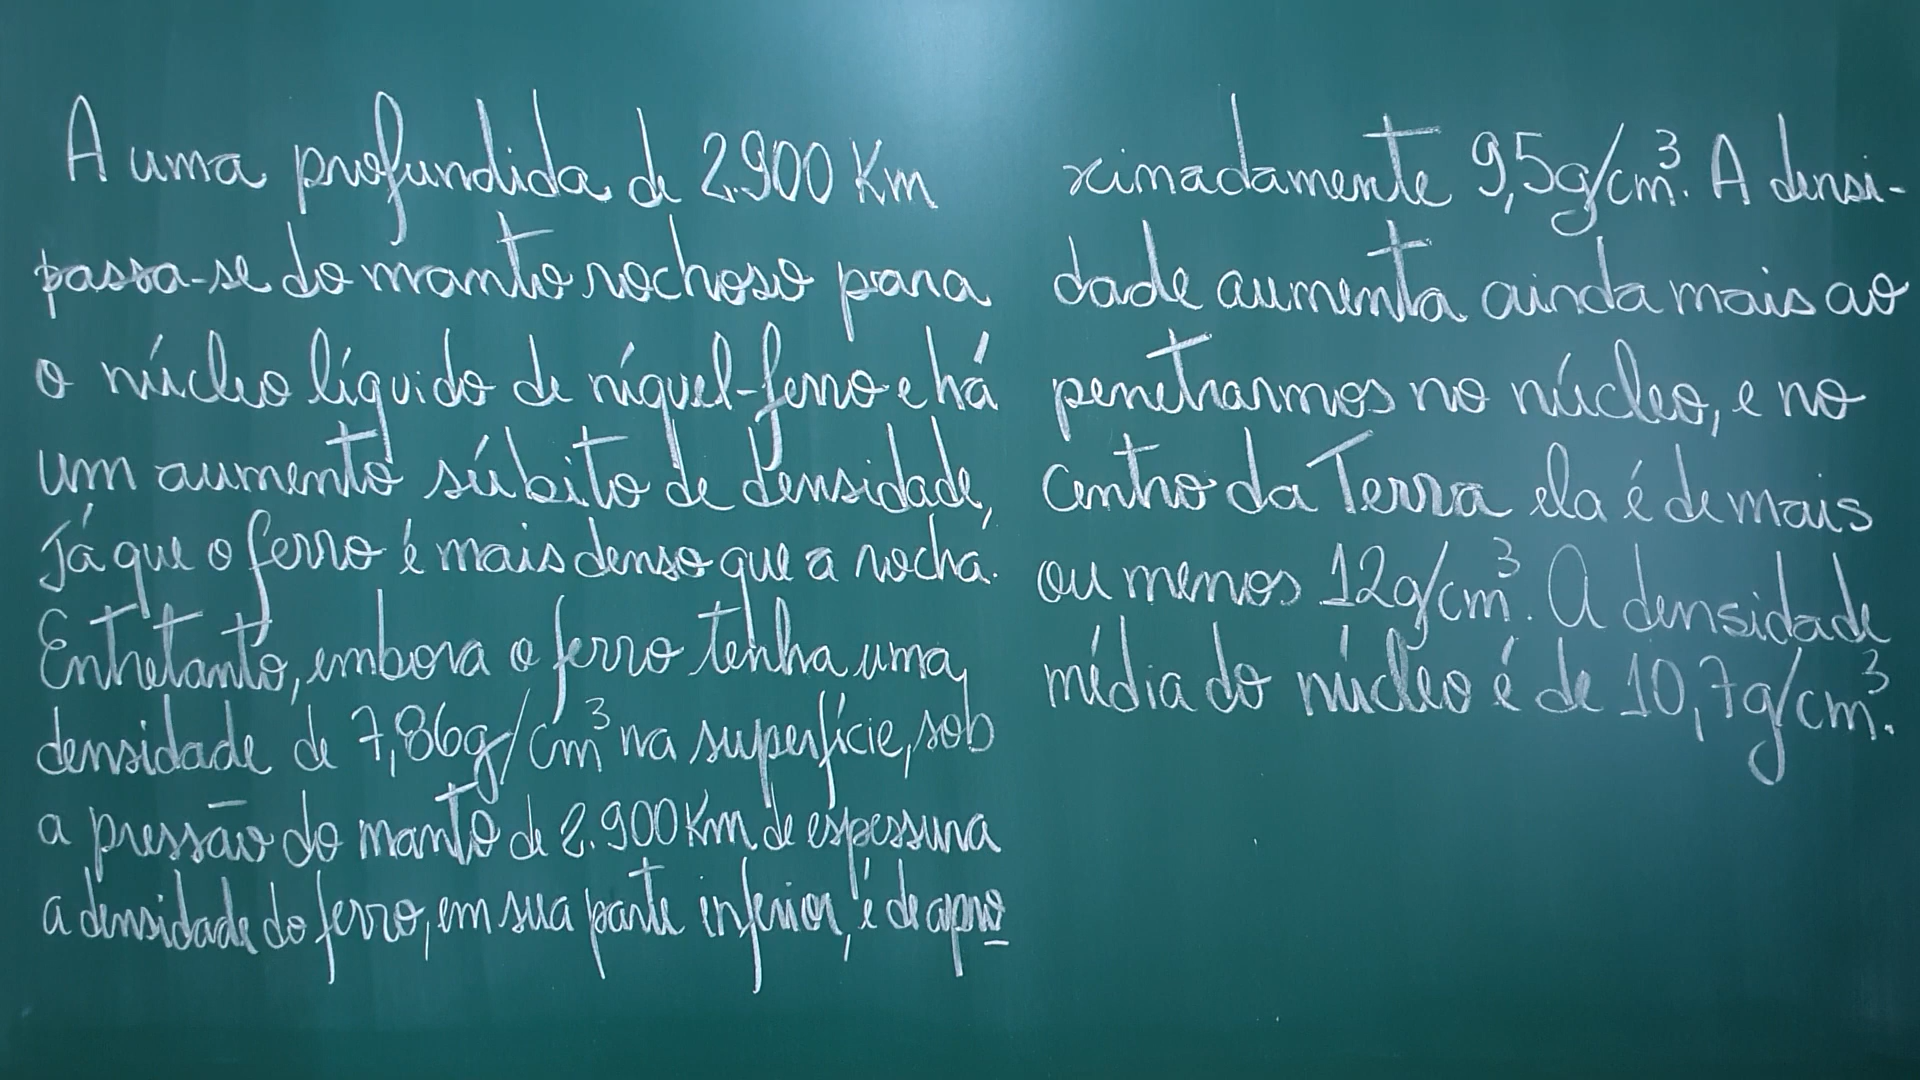 A uma profundida de 2.900 Km
passa-se do manto rochoso para
o núcleo líquido de níquel-ferro e há
um aumento súbito de densidade,
já que o ferro é mais denso que a rocha.
Entretanto, embora o ferro tenha uma
densidade de 7,86g/cm³ na superfície, sob
a pressão do manto de 2.900 Km de espessura
a densidade do ferro, em sua parte inferior, é de apro
ximadamente 9,5g/cm³. A densi-
dade aumenta ainda mais ao
penetrarmos no núcleo, e no
centro da Terra ela é de mais
ou menos 12g/cm³. A densidade
média do núcleo é de 10,7g/cm³.